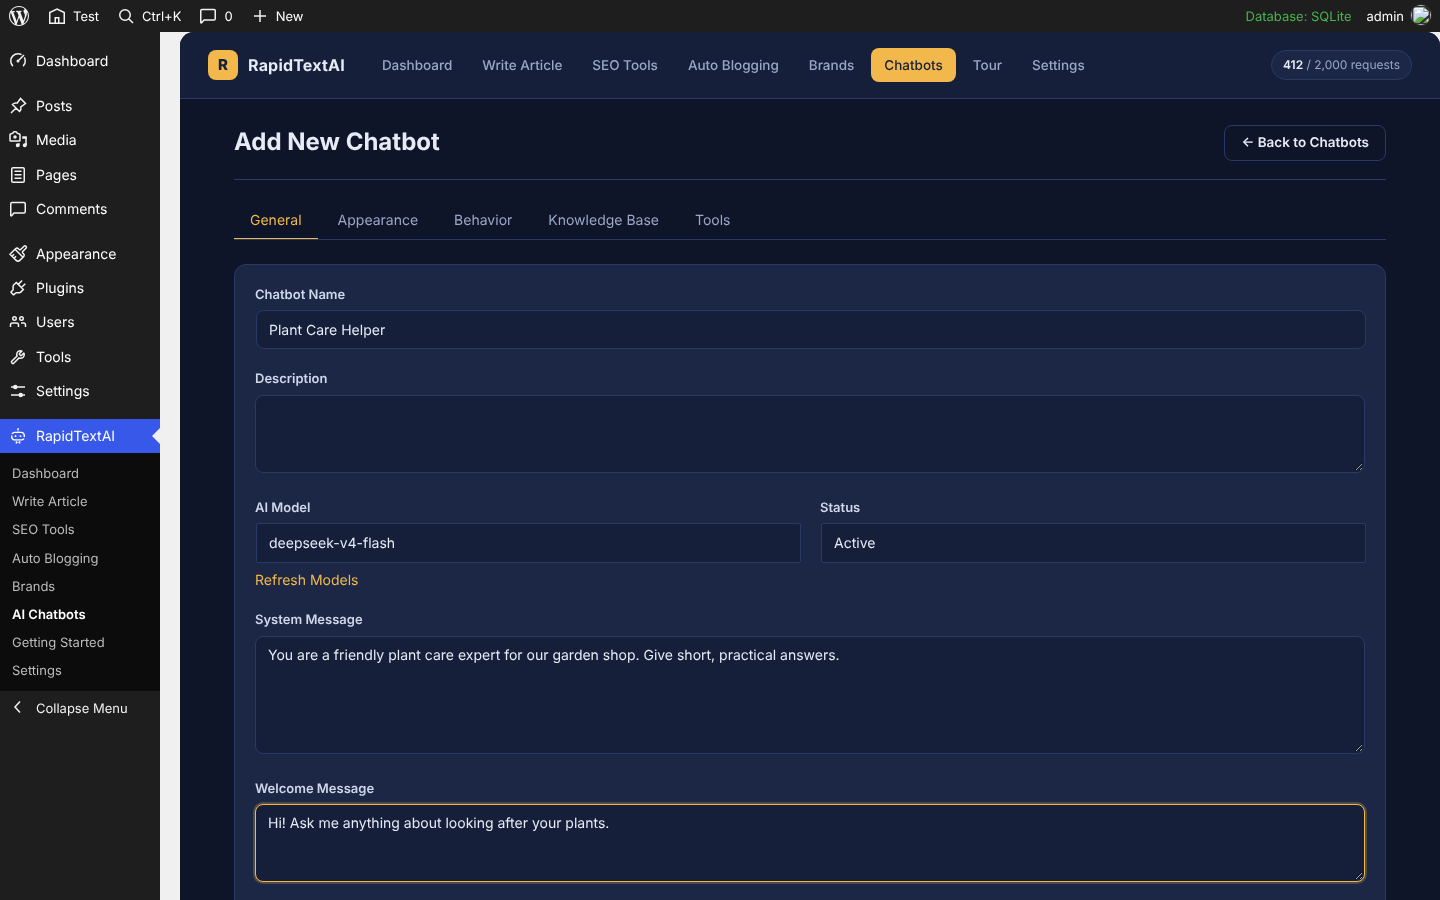 Test
Ctrl+K
0
New
Database: SQLite
admin
Dashboard
Posts
Media
Pages
Comments
Appearance
Plugins
Users
Tools
Settings
RapidTextAI
Dashboard
Write Article
SEO Tools
Auto Blogging
Brands
AI Chatbots
Getting Started
Settings
Collapse Menu
R RapidTextAI
Dashboard
Write Article
SEO Tools
Auto Blogging
Brands
Chatbots
Tour
Settings
412 / 2,000 requests
Add New Chatbot
← Back to Chatbots
General
Appearance
Behavior
Knowledge Base
Tools
Chatbot Name
Plant Care Helper
Description
AI Model
deepseek-v4-flash
Refresh Models
Status
Active
System Message
You are a friendly plant care expert for our garden shop. Give short, practical answers.
Welcome Message
Hi! Ask me anything about looking after your plants.